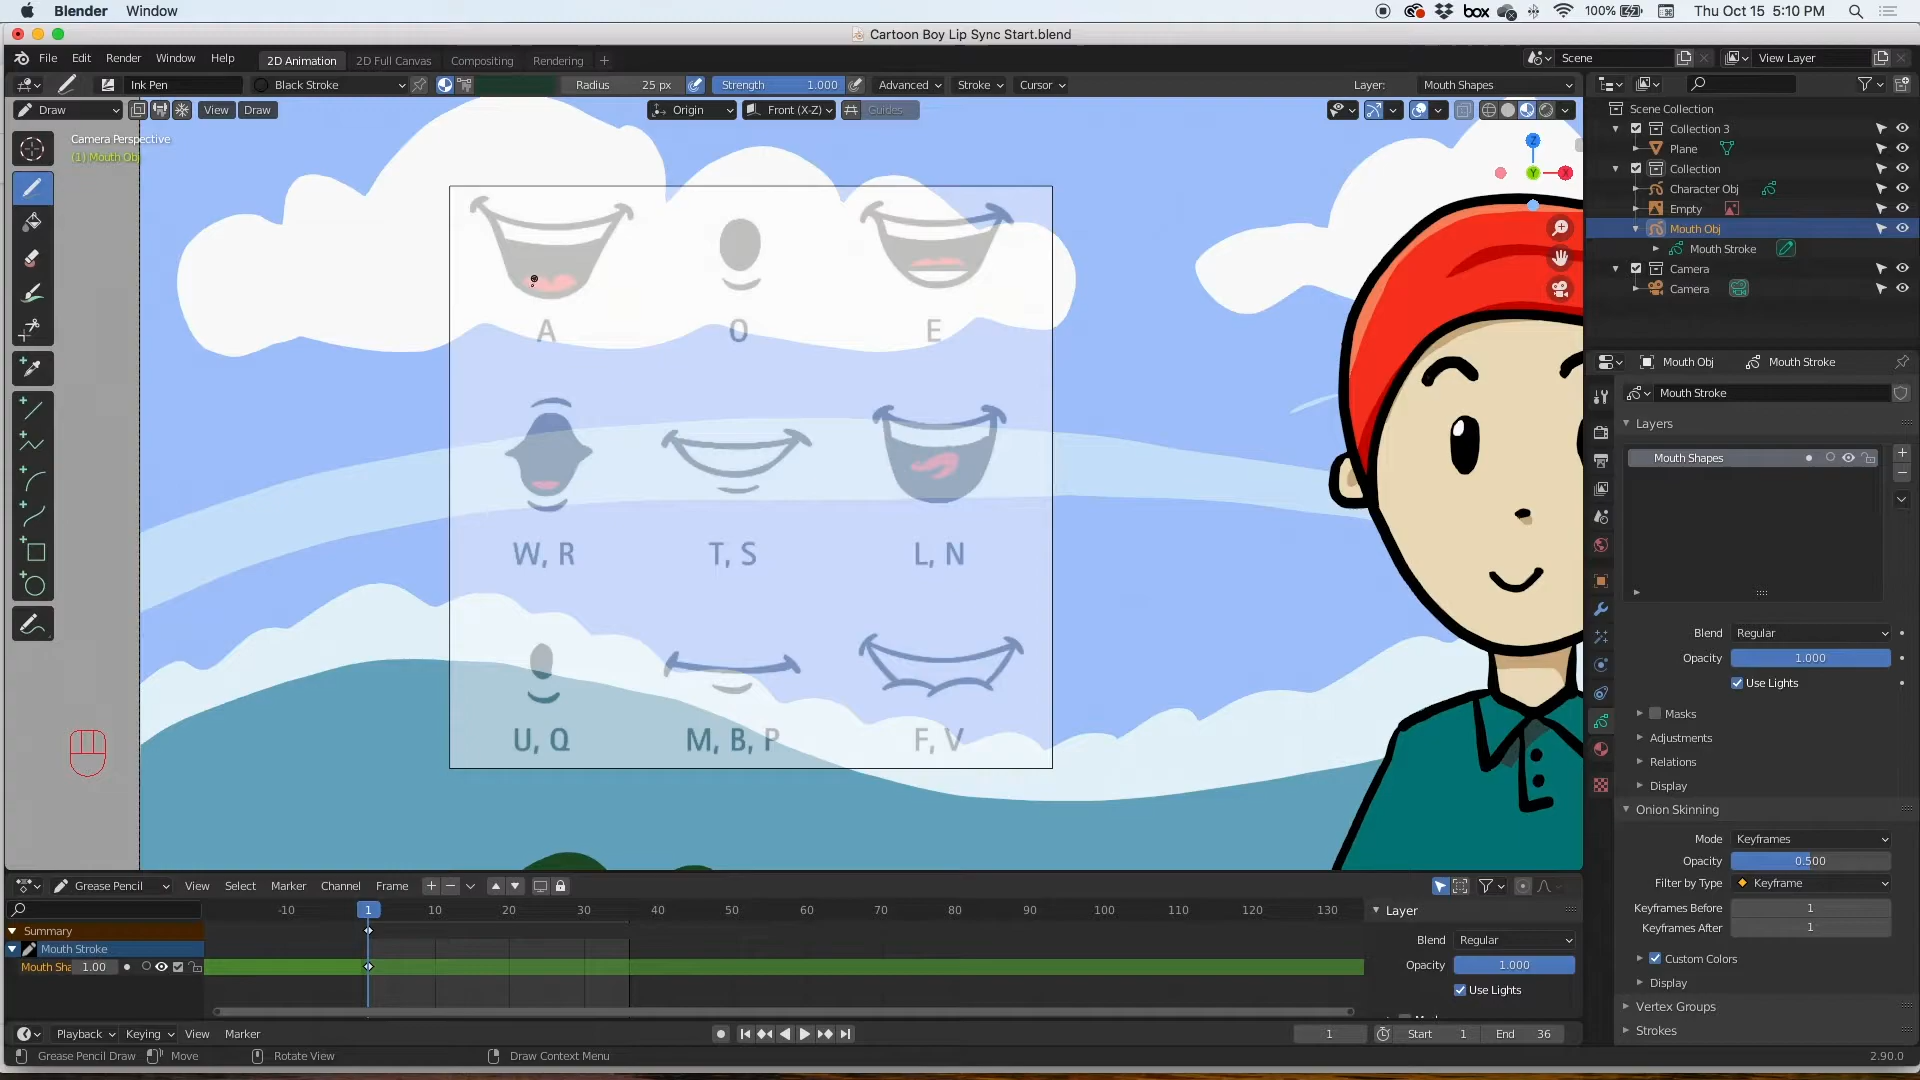 Blender Window
box 100% Thu Oct 15 5:10 PM
Cartoon Boy Lip Sync Start.blend
File Edit Render Window Help 2D Animation 2D Full Canvas Compositing Rendering + Scene View Layer
Ink Pen Black Stroke Radius 25 px Strength 1.000 Advanced Stroke Cursor Layer: Mouth Shapes
Draw View Draw Origin Front (X-Z) Guides
Camera Perspective
(1) Mouth Obj
Scene Collection
Collection 3
Plane
Collection
Character Obj
Empty
Mouth Obj
Mouth Stroke
Camera
Camera
Z
Y
X
A O E
W, R T, S L, N
U, Q M, B, P F, V
Mouth Obj Mouth Stroke
Mouth Stroke
Layers
Mouth Shapes
Blend Regular
Opacity 1.000
Use Lights
Masks
Adjustments
Relations
Display
Onion Skinning
Mode Keyframes
Opacity 0.500
Filter by Type Keyframe
Keyframes Before 1
Keyframes After 1
Custom Colors
Display
Vertex Groups
Strokes
Grease Pencil View Select Marker Channel Frame
-10 1 10 20 30 40 50 60 70 80 90 100 110 120 130
Summary
Mouth Stroke
Mouth Sha 1.00
Layer
Blend Regular
Opacity 1.000
Use Lights
Playback Keying View Marker 1 Start 1 End 36
Grease Pencil Draw Move Rotate View Draw Context Menu 2.90.0